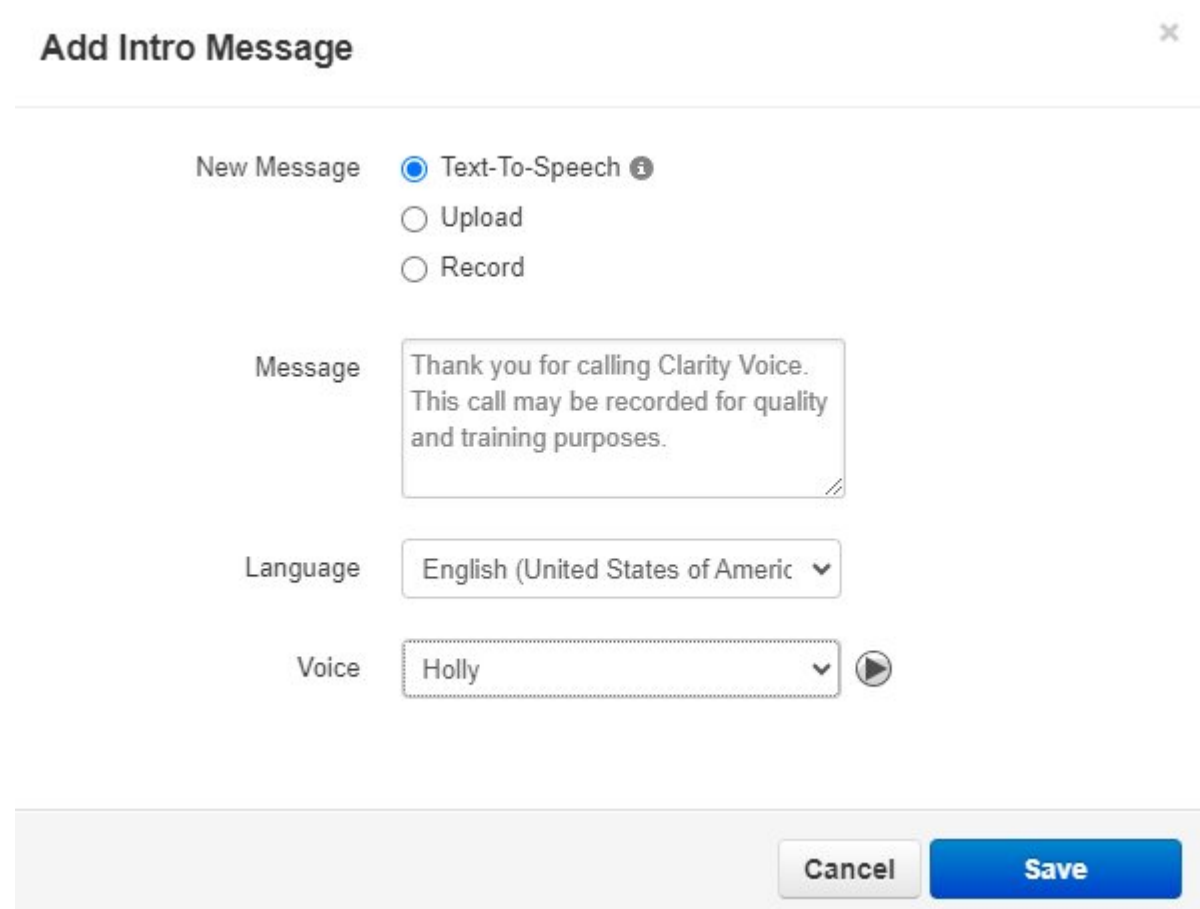 Add Intro Message ×
New Message Text-To-Speech
Upload
Record
Message Thank you for calling Clarity Voice.
This call may be recorded for quality
and training purposes.
Language English (United States of Americ
Voice Holly
Cancel Save